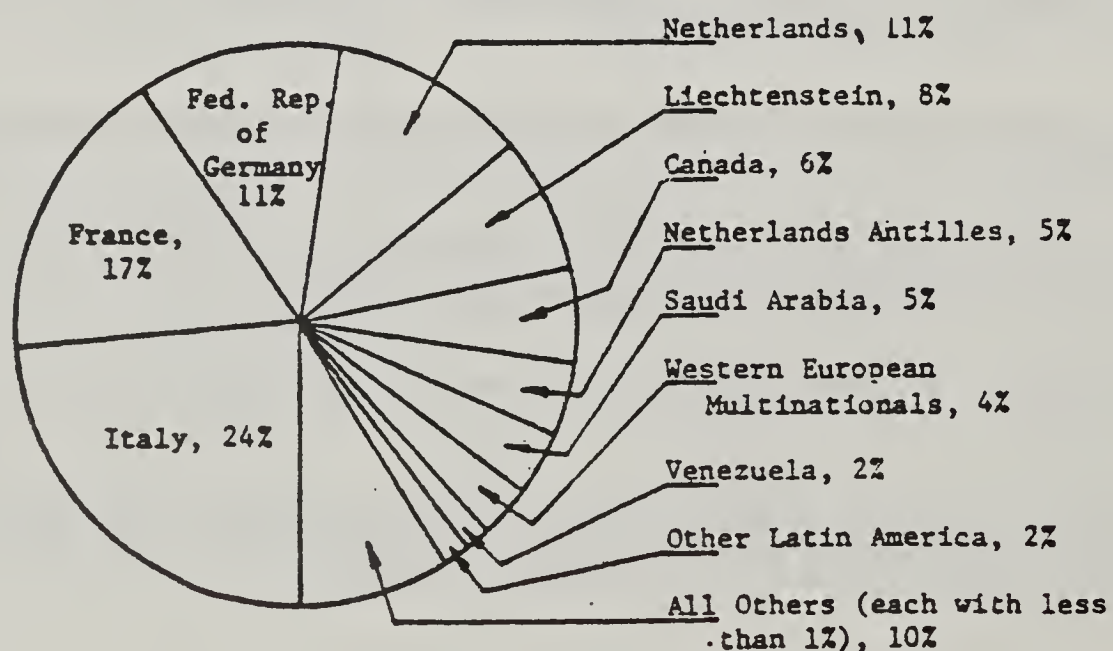 Netherlands, 11%
Fed. Rep.
of
Germany
11%
Liechtenstein, 8%
Canada, 6%
France,
17%
Netherlands Antilles, 5%
Saudi Arabia, 5%
Western European
Multinationals, 4%
Italy, 24%
Venezuela, 2%
Other Latin America, 2%
All Others (each with less
than 1%), 10%